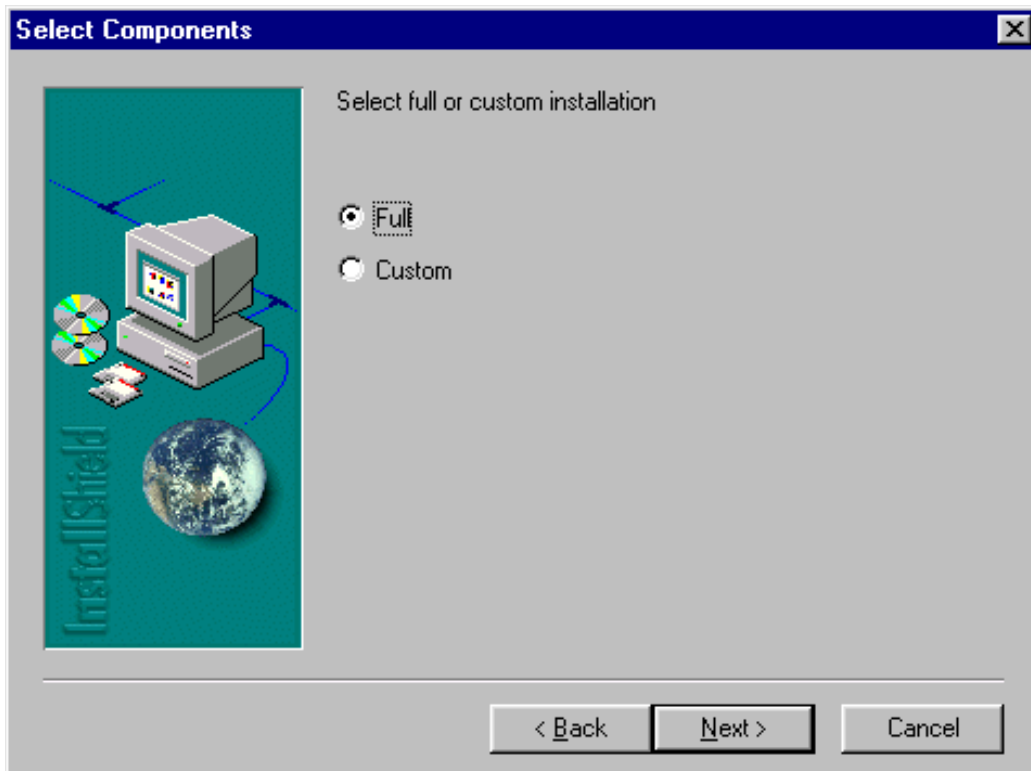 Select Components
Select full or custom installation
Full
Custom
InstallShield
< Back
Next >
Cancel